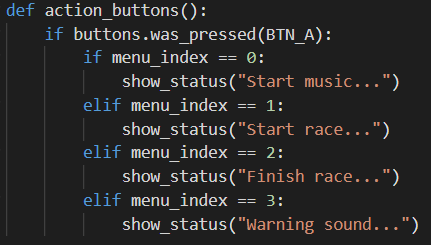 def action_buttons():
    if buttons.was_pressed(BTN_A):
        if menu_index == 0:
            show_status("Start music...")
        elif menu_index == 1:
            show_status("Start race...")
        elif menu_index == 2:
            show_status("Finish race...")
        elif menu_index == 3:
            show_status("Warning sound...")